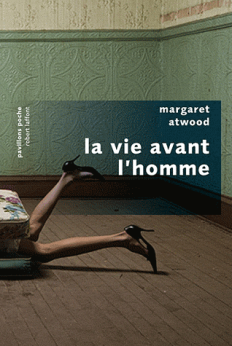 margaret
atwood
la vie avant
l'homme
pavillons poche
robert laffont